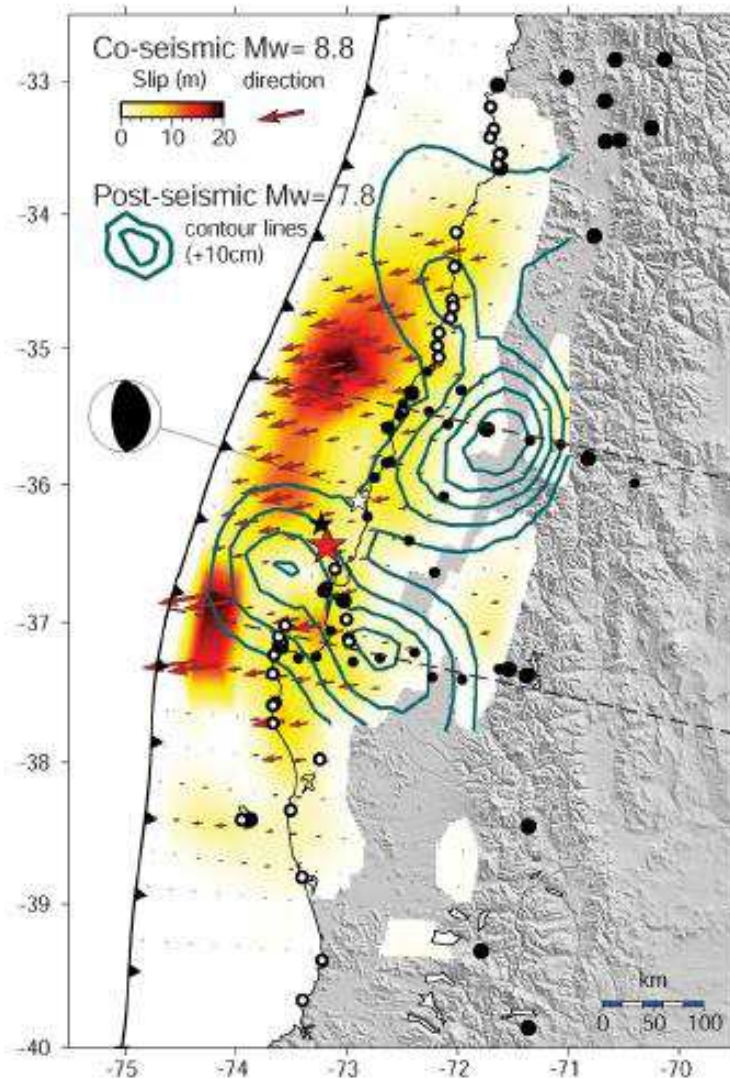 Co-seismic Mw= 8.8
Slip (m) direction
0 10 20
Post-seismic Mw= 7.8
contour lines
(+10cm)
-33
-34
-35
-36
-37
-38
-39
-40
km
0 50 100
-75 -74 -73 -72 -71 -70